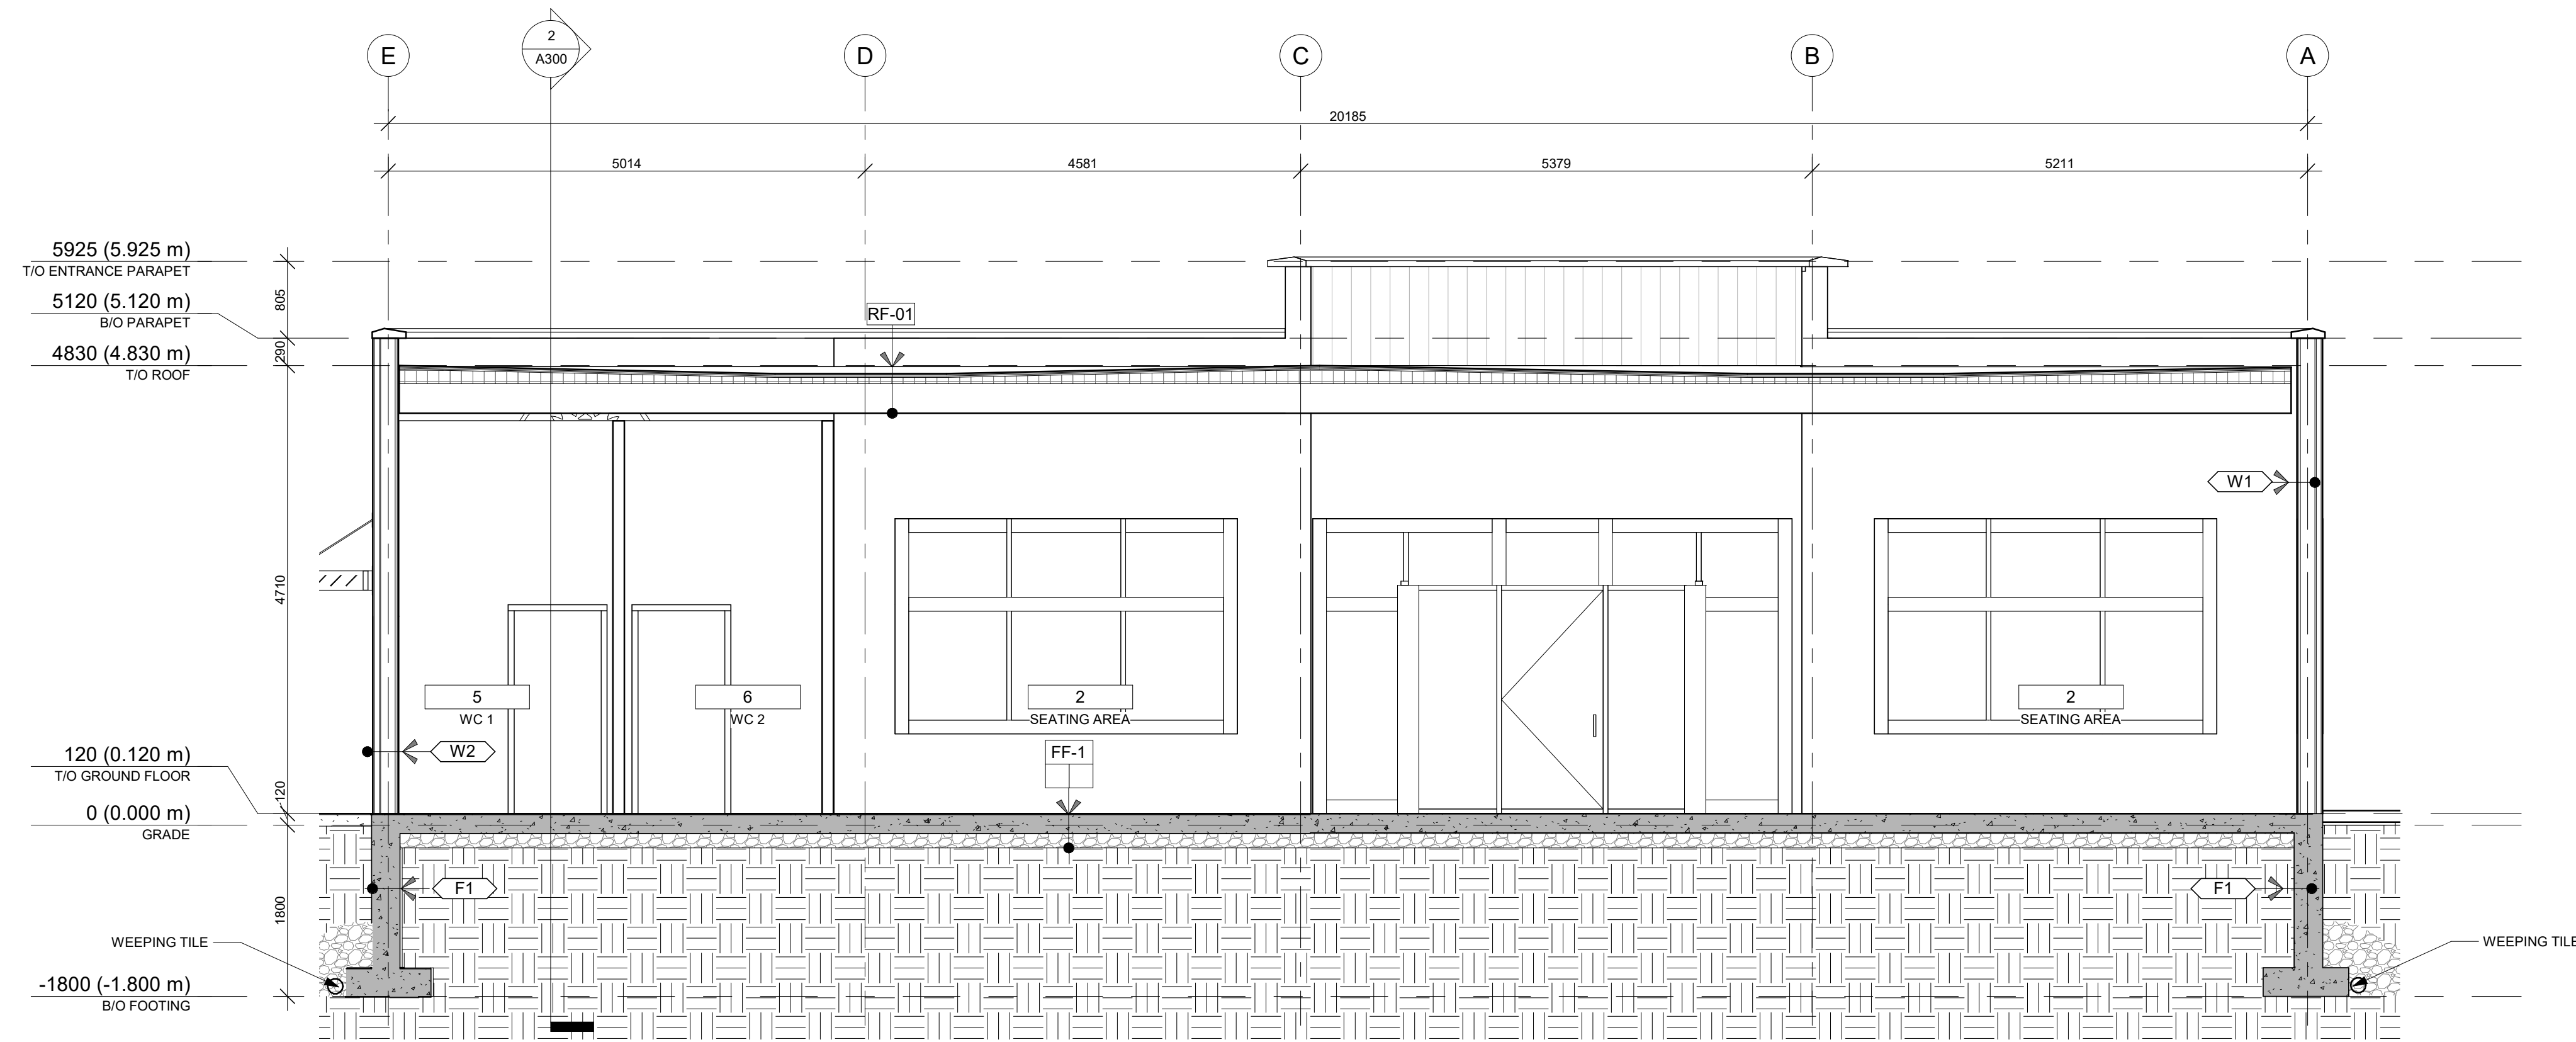 2
A300
E
D
C
B
A
20185
5014
4581
5379
5211
5925 (5.925 m)
T/O ENTRANCE PARAPET
805
5120 (5.120 m)
B/O PARAPET
RF-01
290
4830 (4.830 m)
T/O ROOF
W1
4710
5
WC 1
6
WC 2
2
SEATING AREA
2
SEATING AREA
W2
FF-1
120 (0.120 m)
T/O GROUND FLOOR
120
0 (0.000 m)
GRADE
F1
F1
1800
WEEPING TILE
WEEPING TILE
-1800 (-1.800 m)
B/O FOOTING